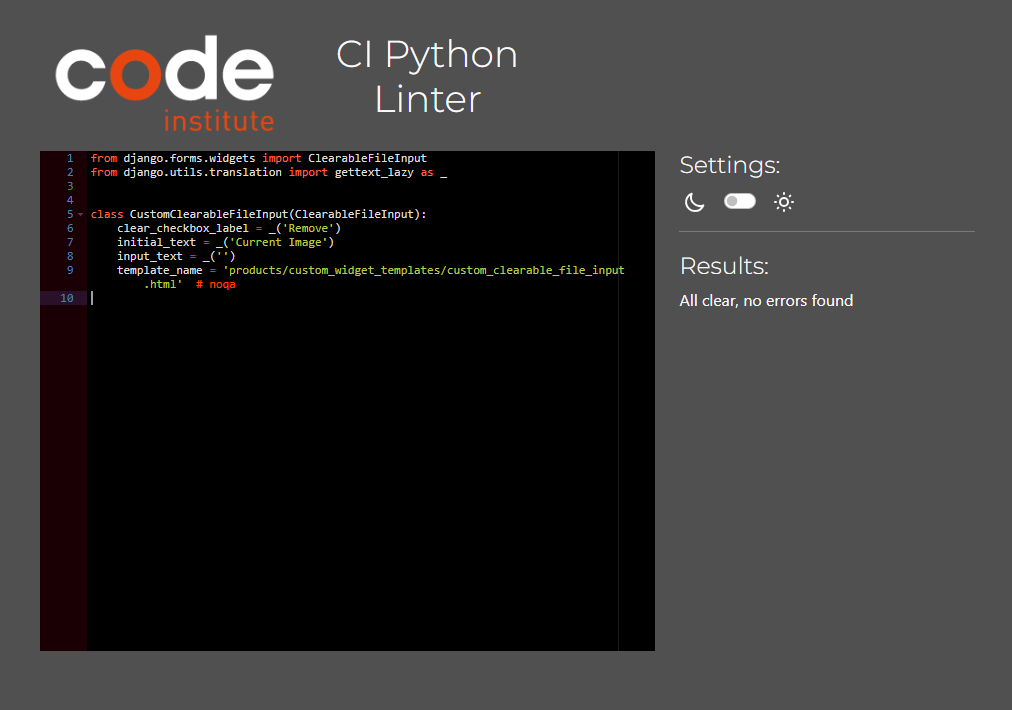 code
institute
CI Python
Linter
1 from django.forms.widgets import ClearableFileInput
2 from django.utils.translation import gettext_lazy as _
3
4
5 class CustomClearableFileInput(ClearableFileInput):
6     clear_checkbox_label = _('Remove')
7     initial_text = _('Current Image')
8     input_text = _('')
9     template_name = 'products/custom_widget_templates/custom_clearable_file_input
        .html'  # noqa
10
Settings:
Results:
All clear, no errors found